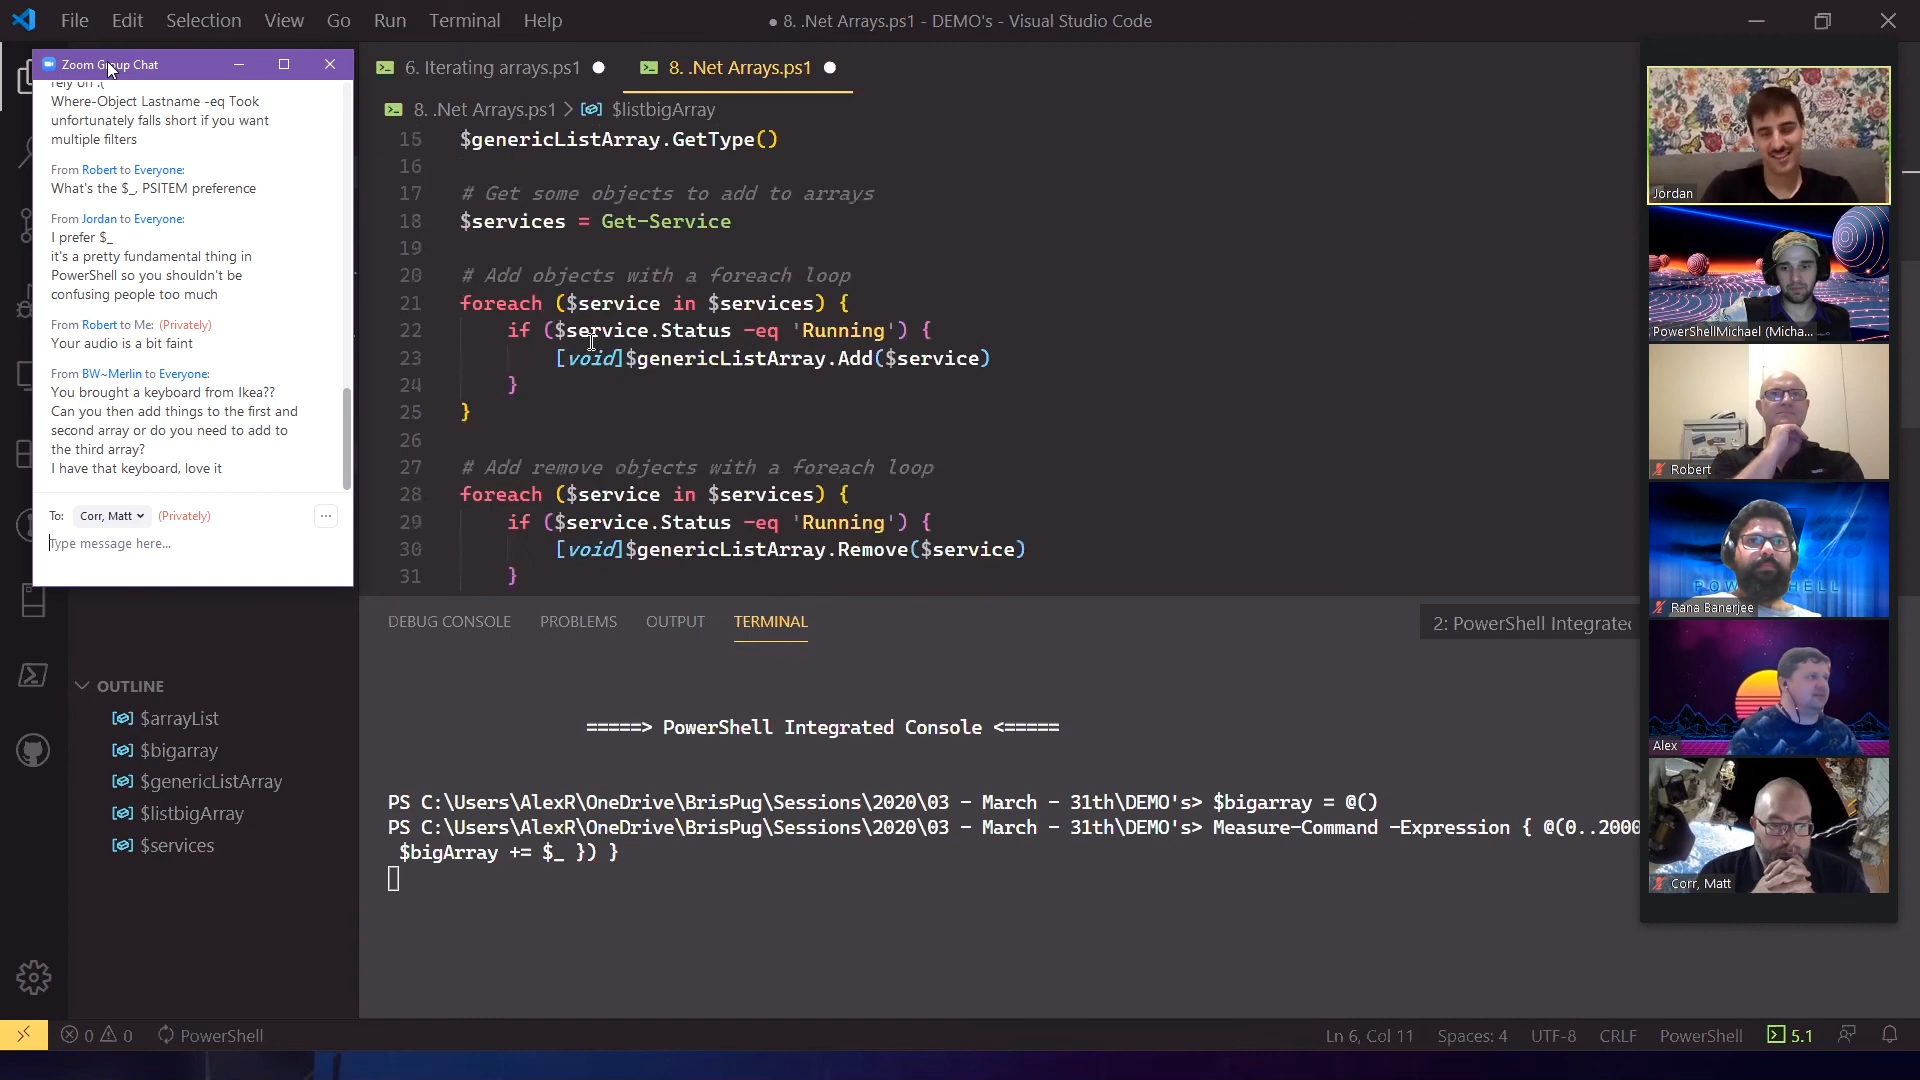 File Edit Selection View Go Run Terminal Help
● 8. .Net Arrays.ps1 - DEMO's - Visual Studio Code
Zoom Group Chat
rely on :(
Where-Object Lastname -eq Took
unfortunately falls short if you want
multiple filters
From Robert to Everyone:
What's the $_, PSITEM preference
From Jordan to Everyone:
I prefer $_
it's a pretty fundamental thing in
PowerShell so you shouldn't be
confusing people too much
From Robert to Me: (Privately)
Your audio is a bit faint
From BW~Merlin to Everyone:
You brought a keyboard from Ikea??
Can you then add things to the first and
second array or do you need to add to
the third array?
I have that keyboard, love it
To: Corr, Matt (Privately)
Type message here...
OUTLINE
$arrayList
$bigarray
$genericListArray
$listbigArray
$services
6. Iterating arrays.ps1
8. .Net Arrays.ps1
8. .Net Arrays.ps1 > $listbigArray
15 $genericListArray.GetType()
16
17 # Get some objects to add to arrays
18 $services = Get-Service
19
20 # Add objects with a foreach loop
21 foreach ($service in $services) {
22 if ($service.Status -eq 'Running') {
23 [void]$genericListArray.Add($service)
24 }
25 }
26
27 # Add remove objects with a foreach loop
28 foreach ($service in $services) {
29 if ($service.Status -eq 'Running') {
30 [void]$genericListArray.Remove($service)
31 }
DEBUG CONSOLE PROBLEMS OUTPUT TERMINAL
2: PowerShell Integrated
=====> PowerShell Integrated Console <=====
PS C:\Users\AlexR\OneDrive\BrisPug\Sessions\2020\03 - March - 31th\DEMO's> $bigarray = @()
PS C:\Users\AlexR\OneDrive\BrisPug\Sessions\2020\03 - March - 31th\DEMO's> Measure-Command -Expression { @(0..2000
$bigArray += $_ }) }
Jordan
PowerShellMichael (Micha...
Robert
Rana Banerjee
Alex
Corr, Matt
0 0 PowerShell
Ln 6, Col 11 Spaces: 4 UTF-8 CRLF PowerShell 5.1